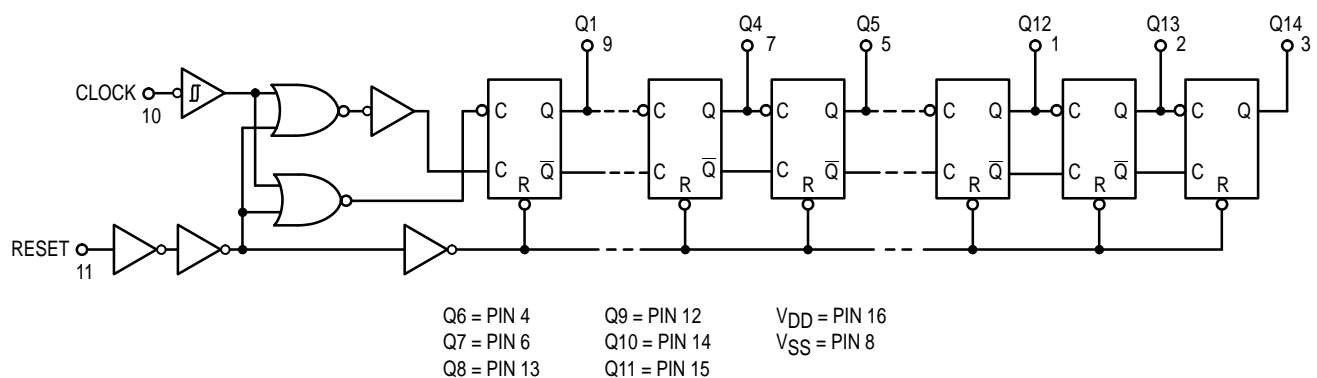 Q1
9
Q4
7
Q5
5
Q12
1
Q13
2
Q14
3
CLOCK
10
C Q
C Q̅
R
C Q
C Q̅
R
C Q
C Q̅
R
C Q
C Q̅
R
C Q
C Q̅
R
C Q
C
R
RESET
11
Q6 = PIN 4
Q7 = PIN 6
Q8 = PIN 13
Q9 = PIN 12
Q10 = PIN 14
Q11 = PIN 15
VDD = PIN 16
VSS = PIN 8